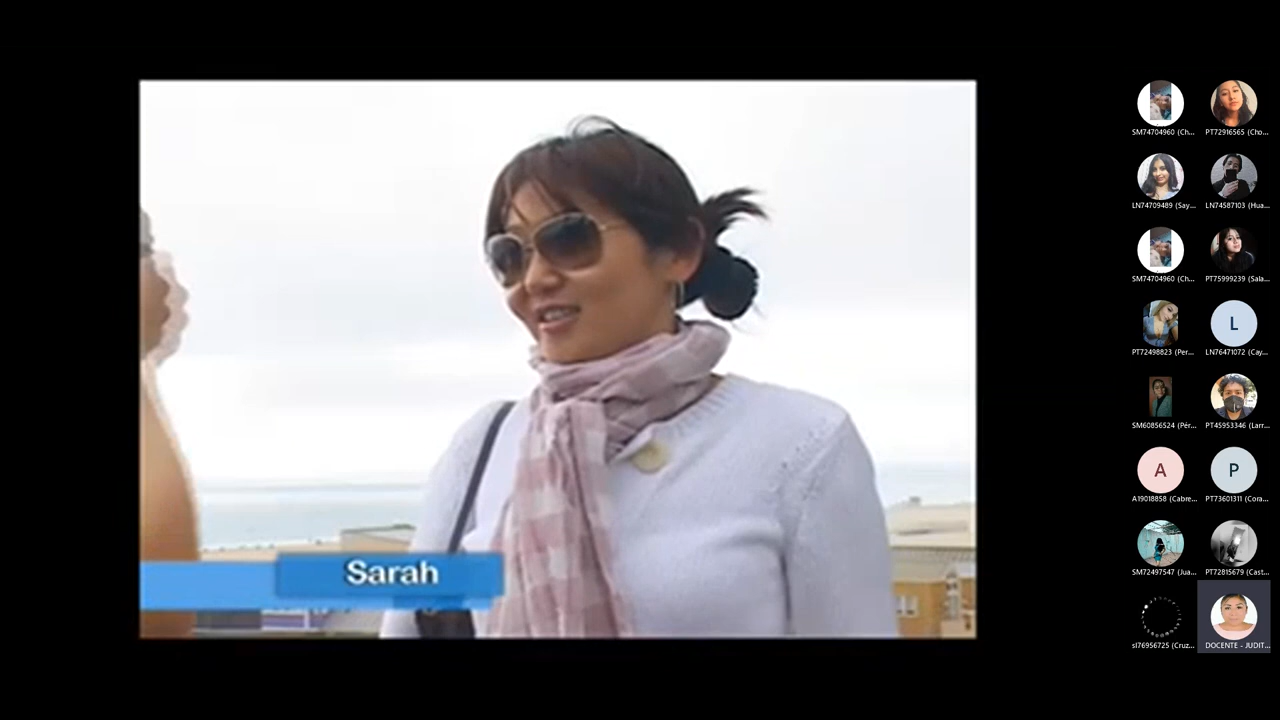 Sarah
SM74704960 (Ch...
PT72916565 (Cho...
LN74709489 (Say...
LN74587103 (Hua...
SM74704960 (Ch...
PT75999239 (Sala...
PT72498823 (Per...
L
LN76471072 (Cay...
SM60856524 (Pér...
PT45953346 (Larr...
A
A19018858 (Cabre...
P
PT73601311 (Cora...
SM72497547 (Jua...
PT72815679 (Cast...
sl76956725 (Cruz...
DOCENTE - JUDIT...